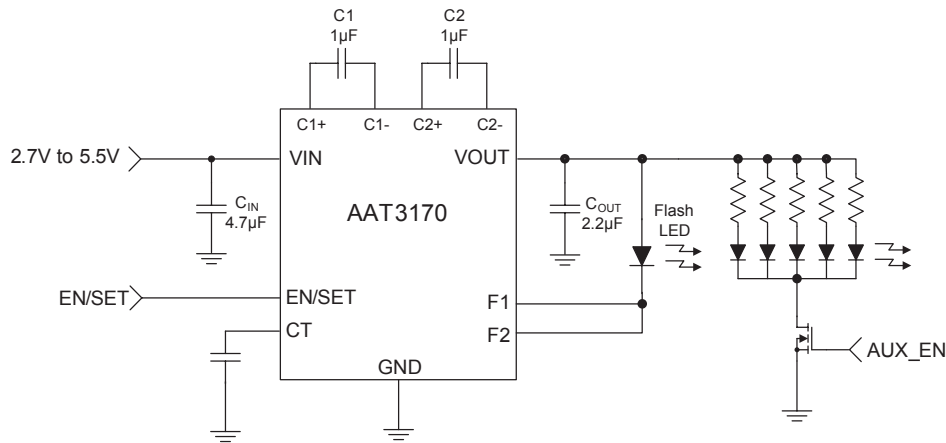 C1
1µF
C2
1µF
C1+
C1-
C2+
C2-
2.7V to 5.5V
VIN
VOUT
CIN
4.7µF
AAT3170
COUT
2.2µF
Flash
LED
EN/SET
EN/SET
F1
CT
F2
GND
AUX_EN